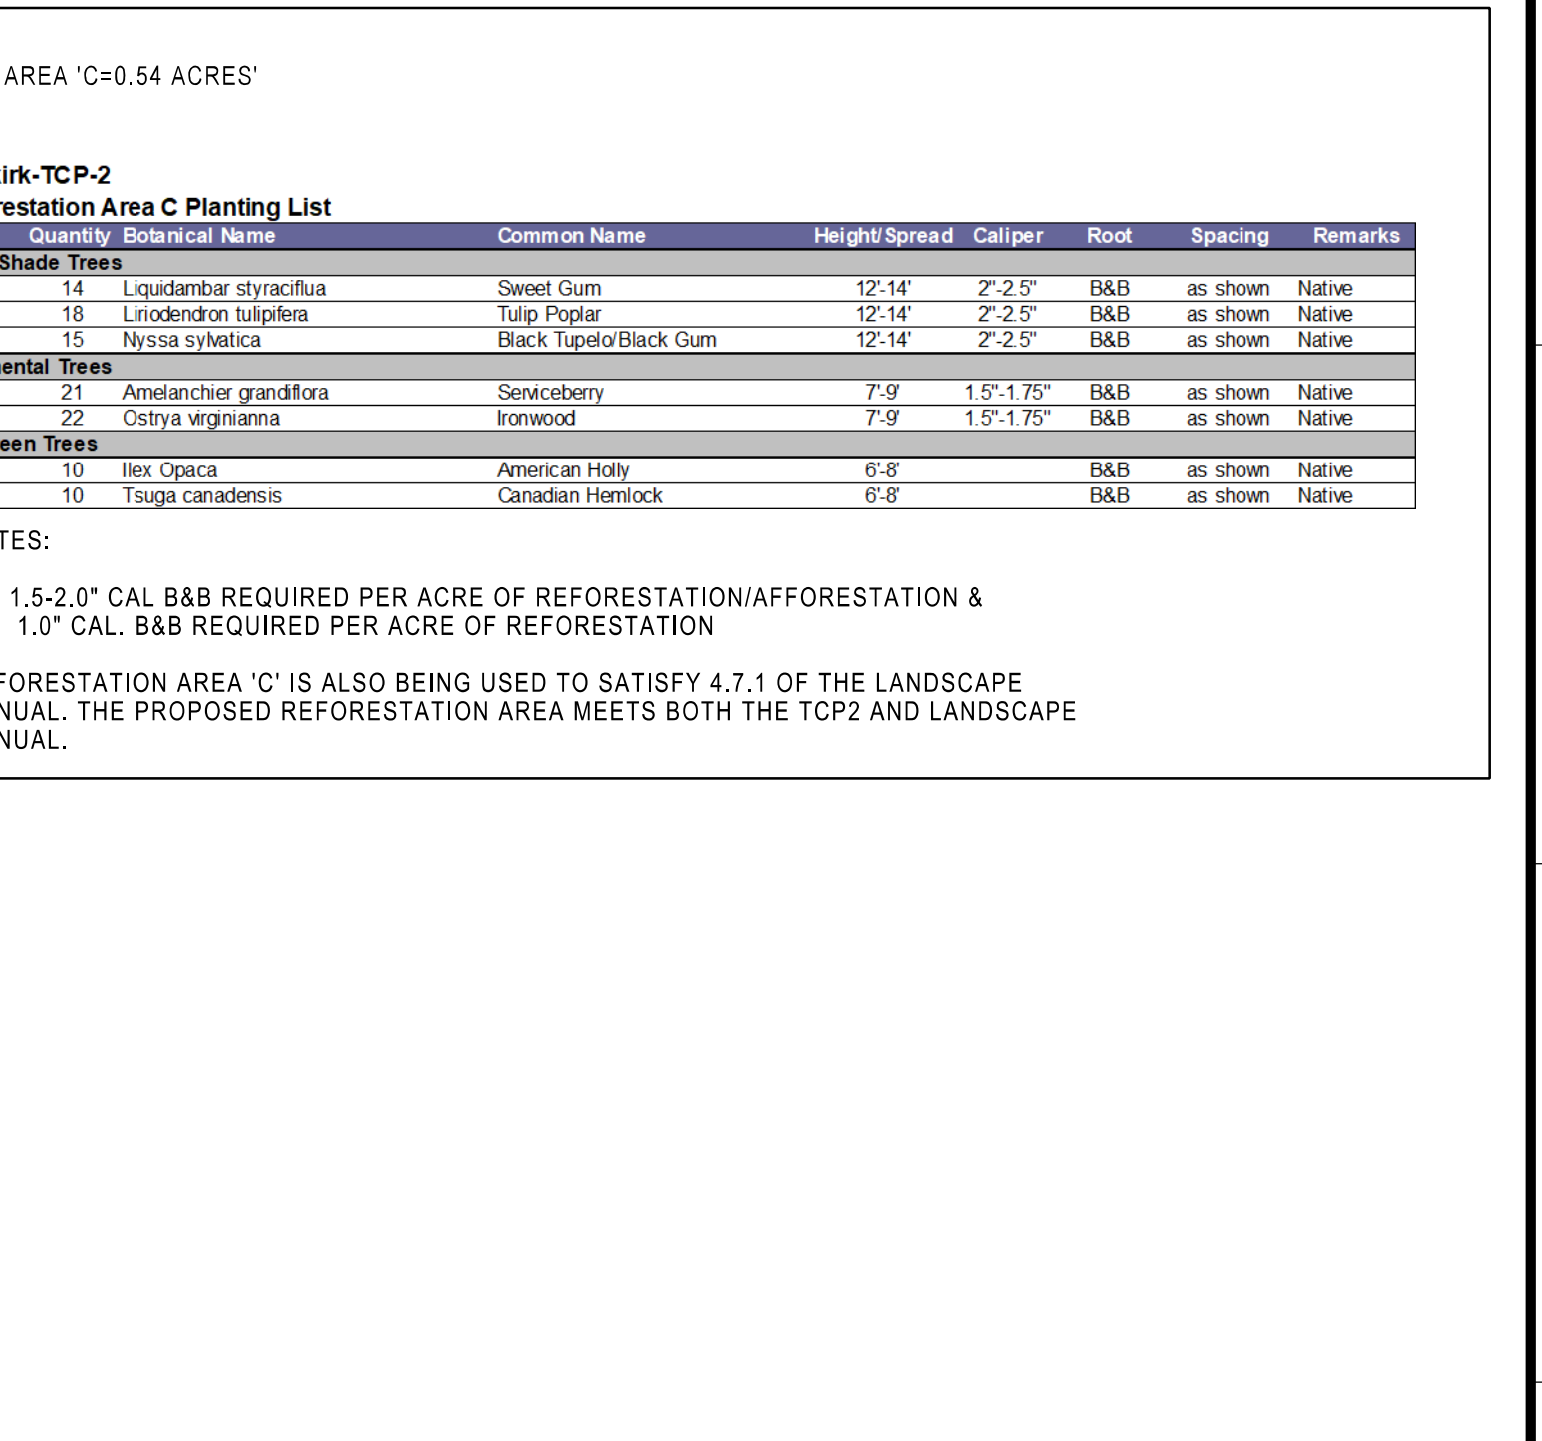 AREA 'C=0.54 ACRES'
irk-TCP-2
restation Area C Planting List
Quantity Botanical Name Common Name Height/Spread Caliper Root Spacing Remarks
Shade Trees
14 Liquidambar styraciflua Sweet Gum 12'-14' 2"-2.5" B&B as shown Native
18 Liriodendron tulipifera Tulip Poplar 12'-14' 2"-2.5" B&B as shown Native
15 Nyssa sylvatica Black Tupelo/Black Gum 12'-14' 2"-2.5" B&B as shown Native
ental Trees
21 Amelanchier grandiflora Serviceberry 7'-9' 1.5"-1.75" B&B as shown Native
22 Ostrya virginianna Ironwood 7'-9' 1.5"-1.75" B&B as shown Native
een Trees
10 Ilex Opaca American Holly 6'-8' B&B as shown Native
10 Tsuga canadensis Canadian Hemlock 6'-8' B&B as shown Native
TES:
1.5-2.0" CAL B&B REQUIRED PER ACRE OF REFORESTATION/AFFORESTATION &
1.0" CAL. B&B REQUIRED PER ACRE OF REFORESTATION
FORESTATION AREA 'C' IS ALSO BEING USED TO SATISFY 4.7.1 OF THE LANDSCAPE
NUAL. THE PROPOSED REFORESTATION AREA MEETS BOTH THE TCP2 AND LANDSCAPE
NUAL.